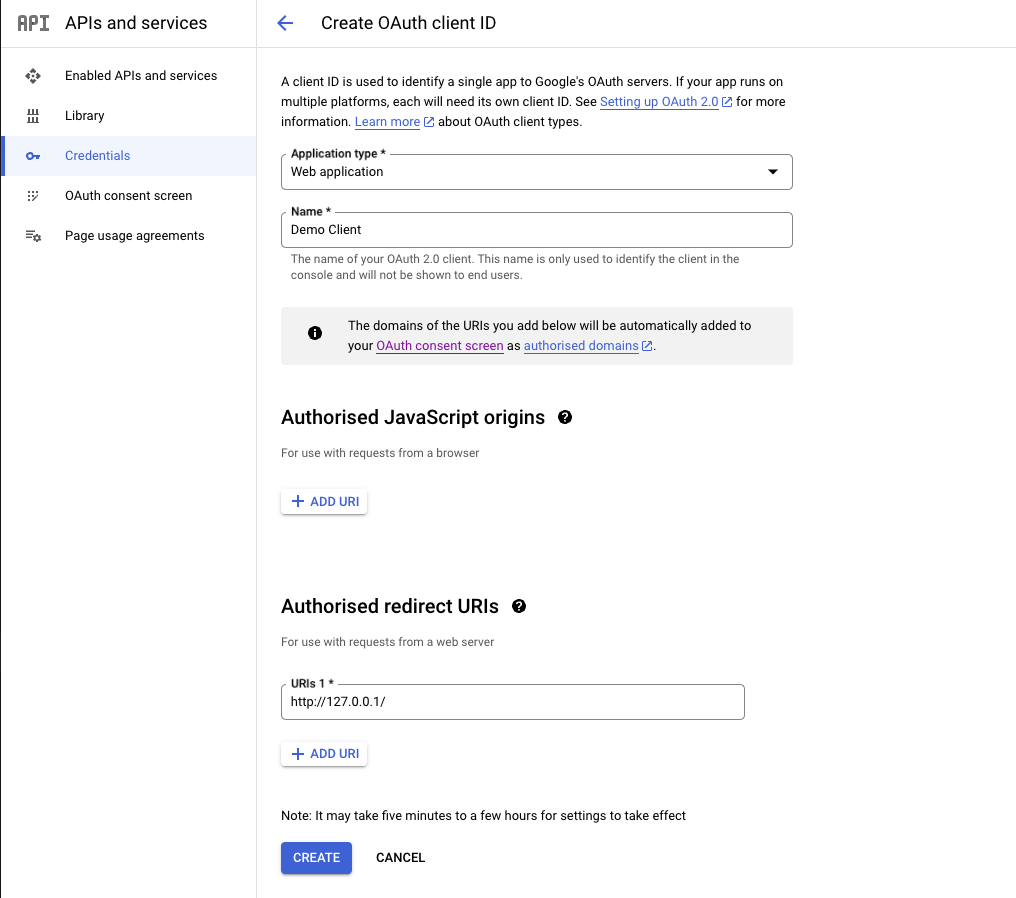 API APIs and services
Create OAuth client ID
Enabled APIs and services
Library
Credentials
OAuth consent screen
Page usage agreements
A client ID is used to identify a single app to Google's OAuth servers. If your app runs on
multiple platforms, each will need its own client ID. See Setting up OAuth 2.0 for more
information. Learn more about OAuth client types.
Application type *
Web application
Name *
Demo Client
The name of your OAuth 2.0 client. This name is only used to identify the client in the
console and will not be shown to end users.
The domains of the URIs you add below will be automatically added to
your OAuth consent screen as authorised domains.
Authorised JavaScript origins
For use with requests from a browser
ADD URI
Authorised redirect URIs
For use with requests from a web server
URIs 1 *
http://127.0.0.1/
ADD URI
Note: It may take five minutes to a few hours for settings to take effect
CREATE
CANCEL